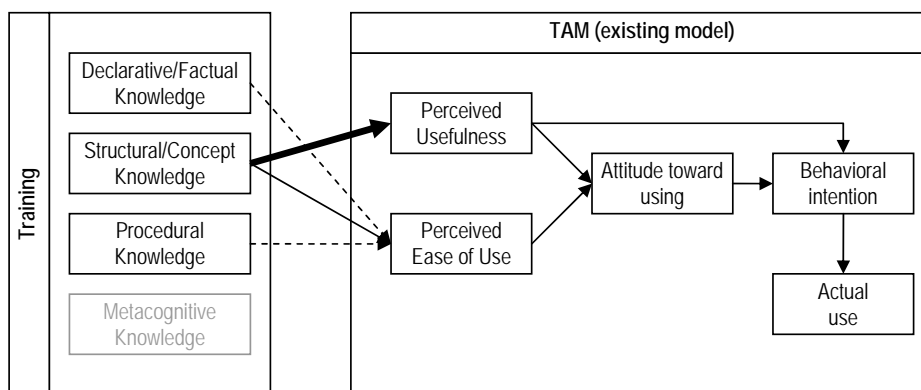 Training
Declarative/Factual
Knowledge
Structural/Concept
Knowledge
Procedural
Knowledge
Metacognitive
Knowledge
TAM (existing model)
Perceived
Usefulness
Perceived
Ease of Use
Attitude toward
using
Behavioral
intention
Actual
use